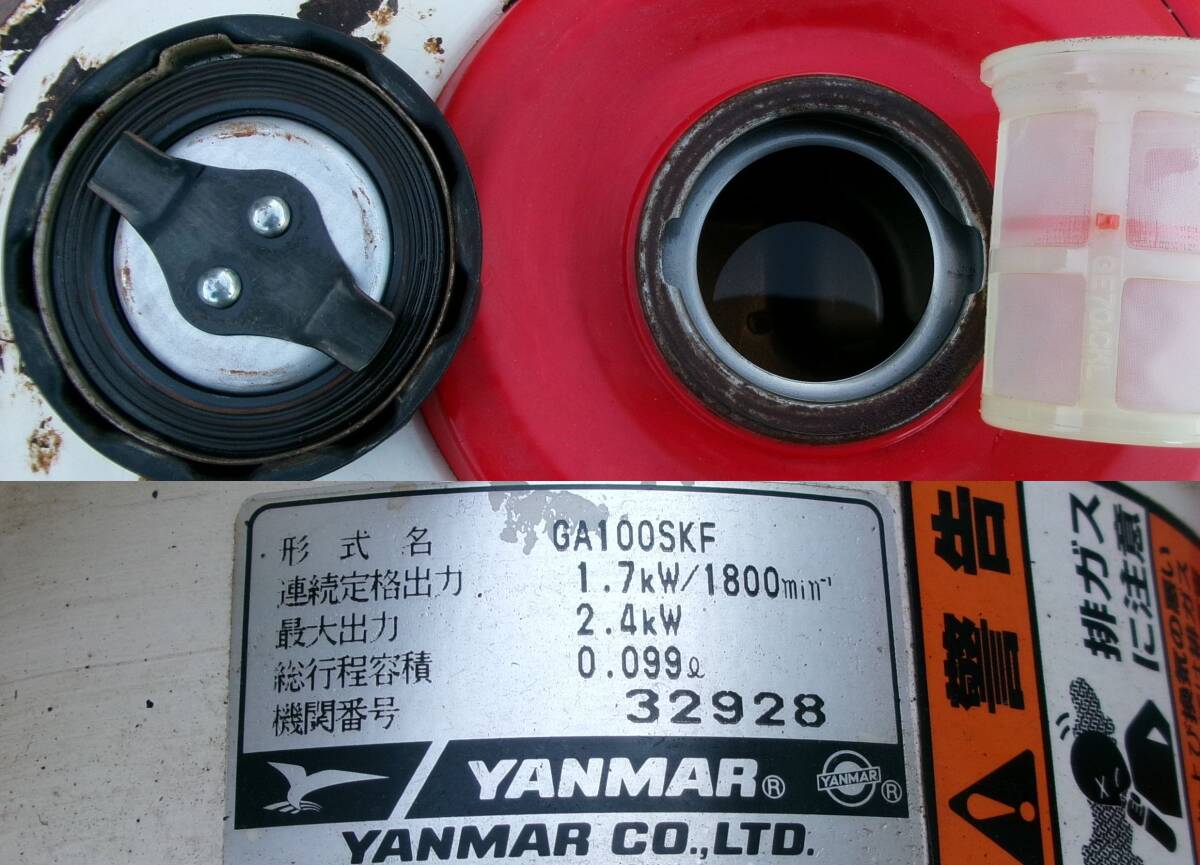 形式名 GA100SKF
連続定格出力 1.7kW/1800min⁻¹
最大出力 2.4kW
総行程容積 0.099ℓ
機関番号 32928
YANMAR® YANMAR ®
YANMAR CO.,LTD.
警告
排ガス
に注意